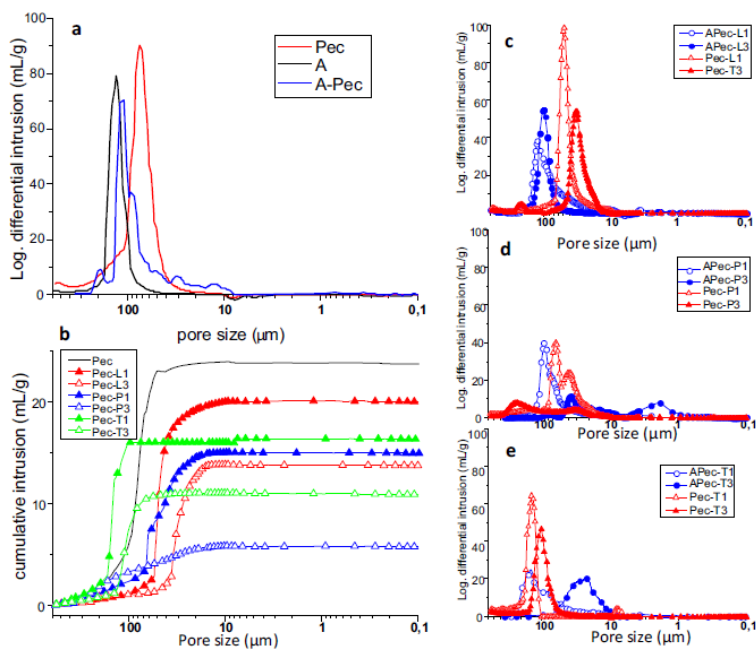 a
Log. differential intrusion (mL/g)
100
80
60
40
20
0
Pec
A
A-Pec
100
10
1
0,1
pore size (µm)
b
cumulative intrusion (mL/g)
20
10
0
Pec
Pec-L1
Pec-L3
Pec-P1
Pec-P3
Pec-T1
Pec-T3
100
10
1
0,1
Pore size (µm)
c
Log. differential intrusion (mL/g)
100
80
60
40
20
APec-L1
APec-L3
Pec-L1
Pec-T3
100
10
1
0,1
Pore size (µm)
d
Log. differential intrusion (mL/g)
100
80
60
40
20
0
APec-P1
APec-P3
Pec-P1
Pec-P3
100
10
1
0,1
Pore size (µm)
e
Log. differential intrusion (mL/g)
100
80
60
40
20
0
APec-T1
APec-T3
Pec-T1
Pec-T3
100
10
1
0,1
Pore size (µm)